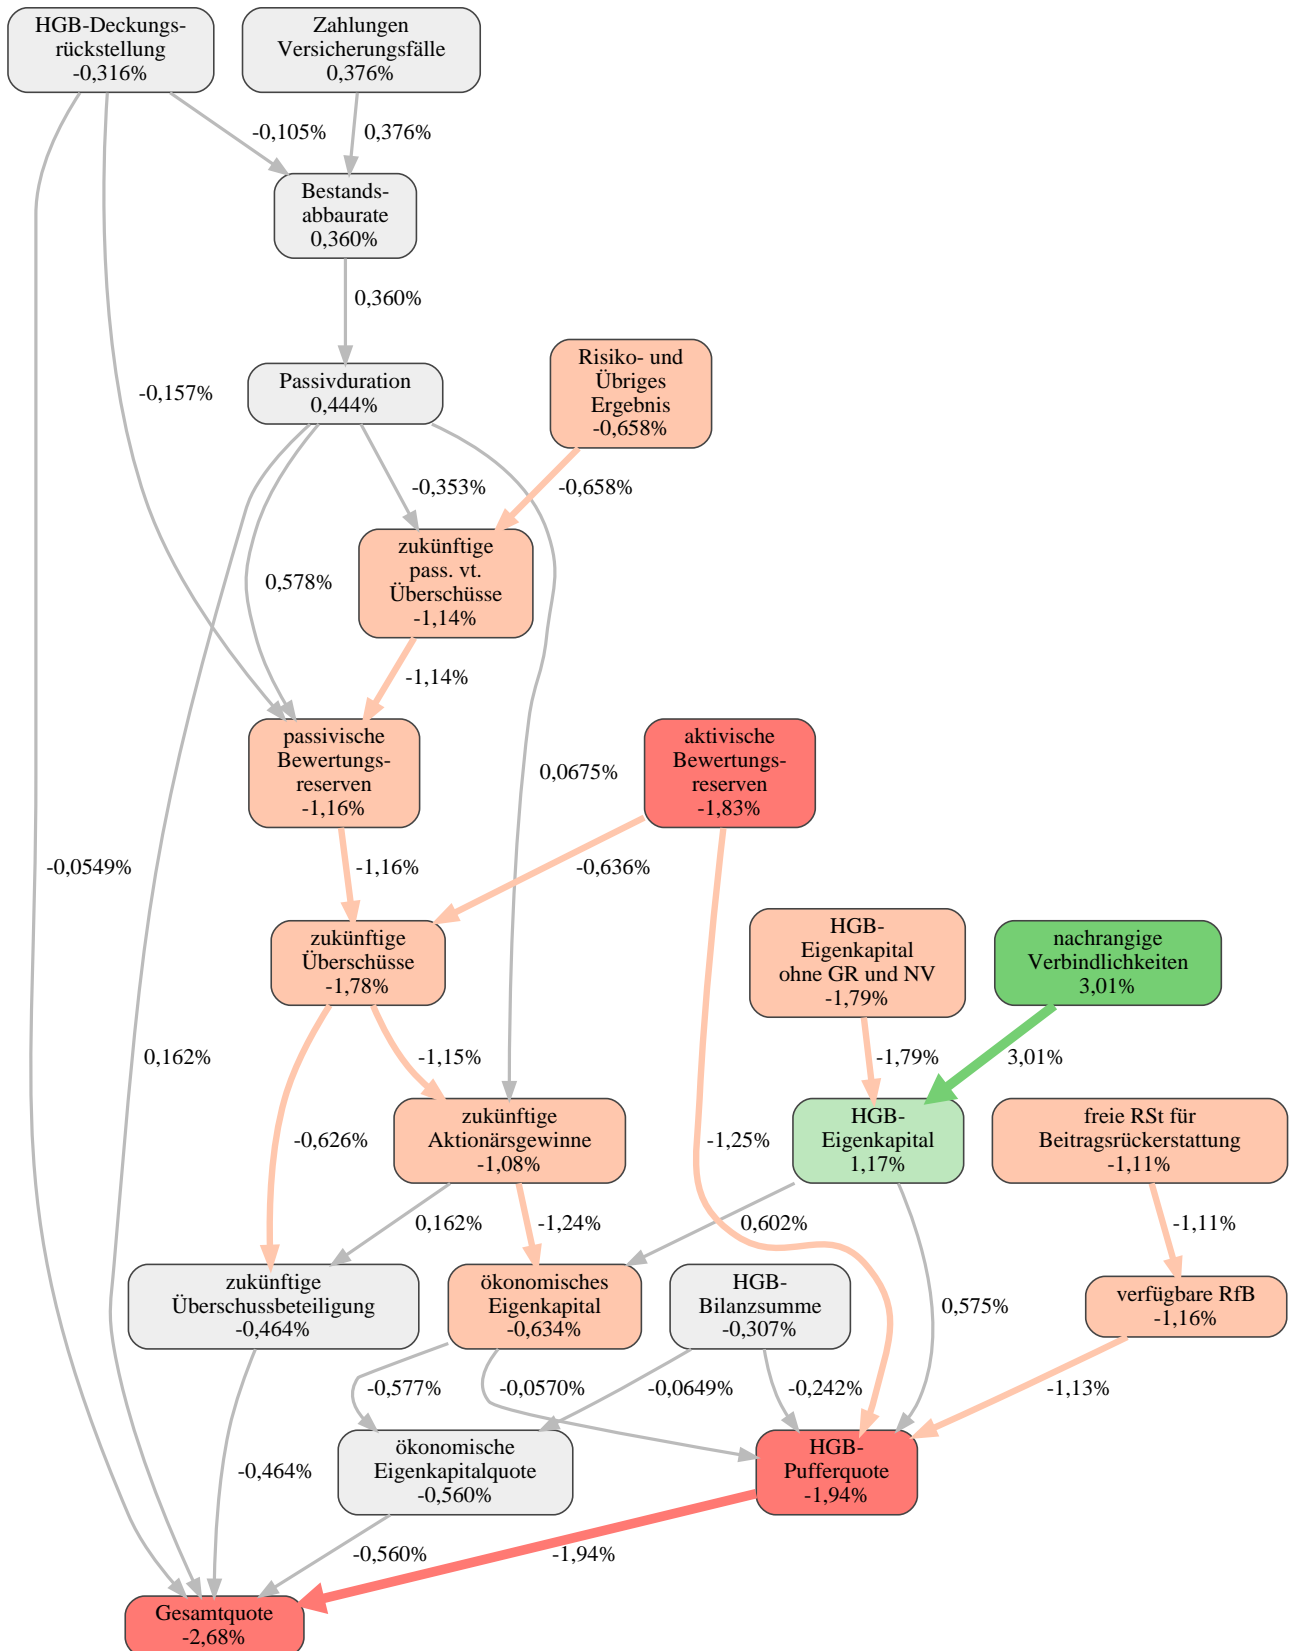 HGB-Deckungs-
rückstellung
-0,316%
Zahlungen
Versicherungsfälle
0,376%
-0,105%
0,376%
Bestands-
abbaurate
0,360%
0,360%
Passivduration
0,444%
Risiko- und
Übriges
Ergebnis
-0,658%
-0,157%
-0,353%
-0,658%
zukünftige
pass. vt.
Überschüsse
-1,14%
0,578%
-1,14%
passivische
Bewertungs-
reserven
-1,16%
aktivische
Bewertungs-
reserven
-1,83%
0,0675%
-0,0549%
-1,16%
-0,636%
zukünftige
Überschüsse
-1,78%
HGB-
Eigenkapital
ohne GR und NV
-1,79%
nachrangige
Verbindlichkeiten
3,01%
0,162%
-1,15%
-1,79%
3,01%
-0,626%
zukünftige
Aktionärsgewinne
-1,08%
-1,25%
HGB-
Eigenkapital
1,17%
freie RSt für
Beitragsrückerstattung
-1,11%
0,162%
-1,24%
0,602%
-1,11%
zukünftige
Überschussbeteiligung
-0,464%
ökonomisches
Eigenkapital
-0,634%
HGB-
Bilanzsumme
-0,307%
0,575%
verfügbare RfB
-1,16%
-0,577%
-0,0570%
-0,0649%
-0,242%
-1,13%
-0,464%
ökonomische
Eigenkapitalquote
-0,560%
HGB-
Pufferquote
-1,94%
-0,560%
-1,94%
Gesamtquote
-2,68%